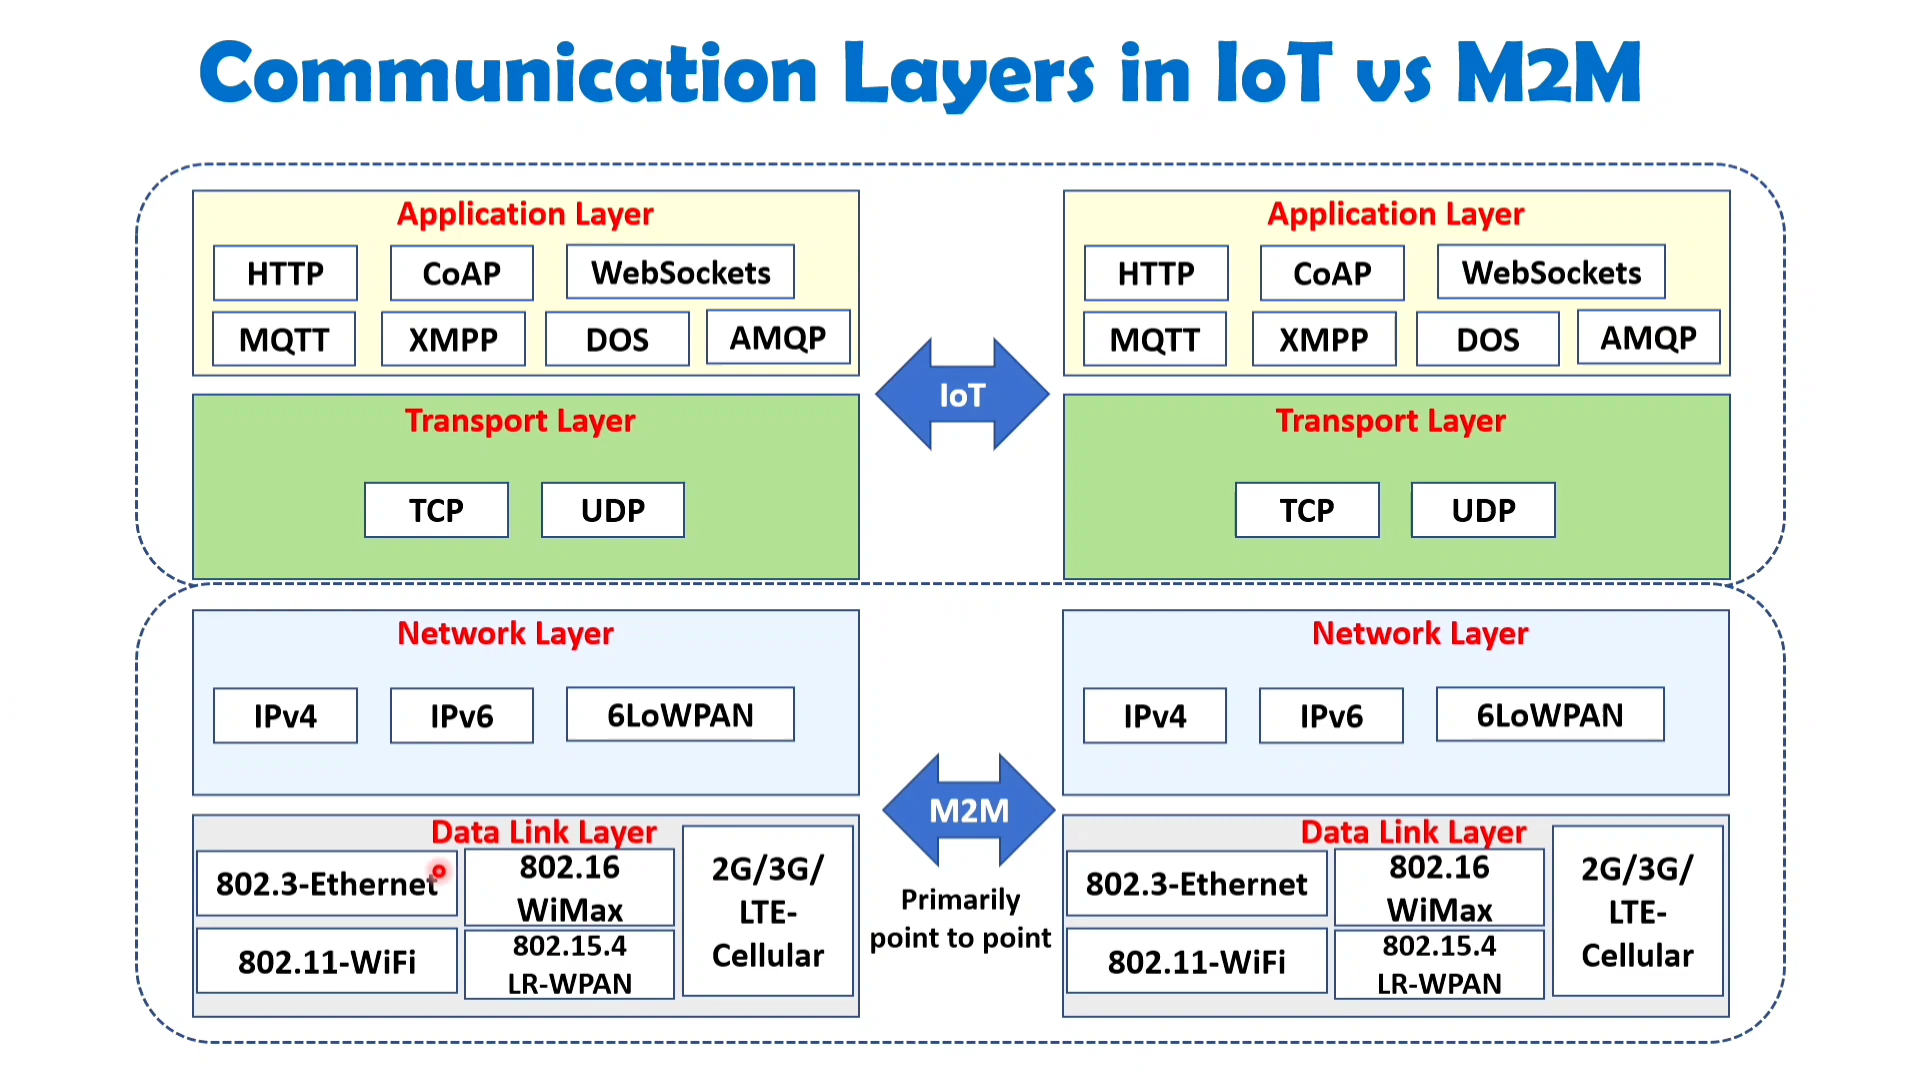 Communication Layers in IoT vs M2M
Application Layer
HTTP
CoAP
WebSockets
MQTT
XMPP
DOS
AMQP
Transport Layer
TCP
UDP
Application Layer
HTTP
CoAP
WebSockets
MQTT
XMPP
DOS
AMQP
Transport Layer
TCP
UDP
IoT
Network Layer
IPv4
IPv6
6LoWPAN
Data Link Layer
802.3-Ethernet
802.16
WiMax
2G/3G/
LTE-
Cellular
802.11-WiFi
802.15.4
LR-WPAN
M2M
Primarily
point to point
Network Layer
IPv4
IPv6
6LoWPAN
Data Link Layer
802.3-Ethernet
802.16
WiMax
2G/3G/
LTE-
Cellular
802.11-WiFi
802.15.4
LR-WPAN